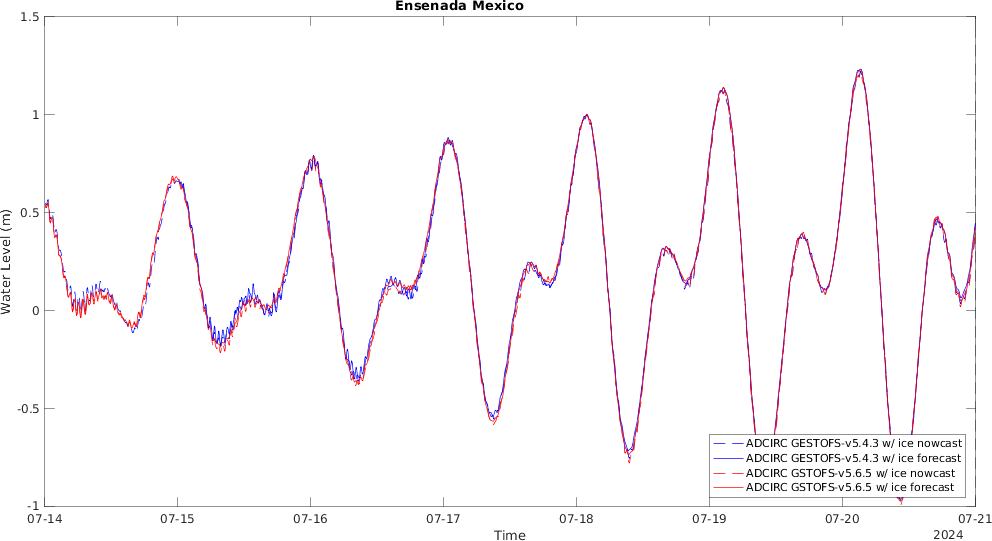 Ensenada Mexico
1.5
1
0.5
0
-0.5
-1
Water Level (m)
ADCIRC GESTOFS-v5.4.3 w/ ice nowcast
ADCIRC GESTOFS-v5.4.3 w/ ice forecast
ADCIRC GSTOFS-v5.6.5 w/ ice nowcast
ADCIRC GSTOFS-v5.6.5 w/ ice forecast
07-14 07-15 07-16 07-17 07-18 07-19 07-20 07-21
Time
2024